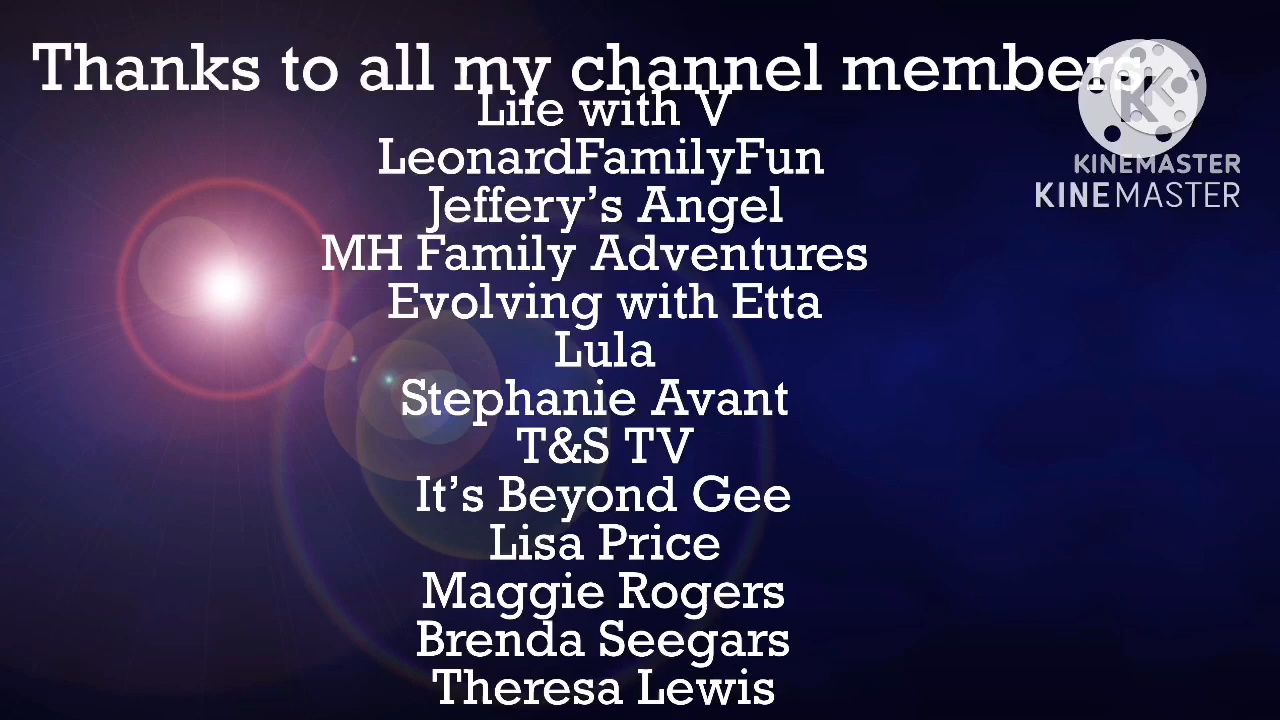 Thanks to all my channel members
Life with V
LeonardFamilyFun
Jeffery’s Angel
MH Family Adventures
Evolving with Etta
Lula
Stephanie Avant
T&S TV
It’s Beyond Gee
Lisa Price
Maggie Rogers
Brenda Seegars
Theresa Lewis
K
K
KINEMASTER
KINEMASTER